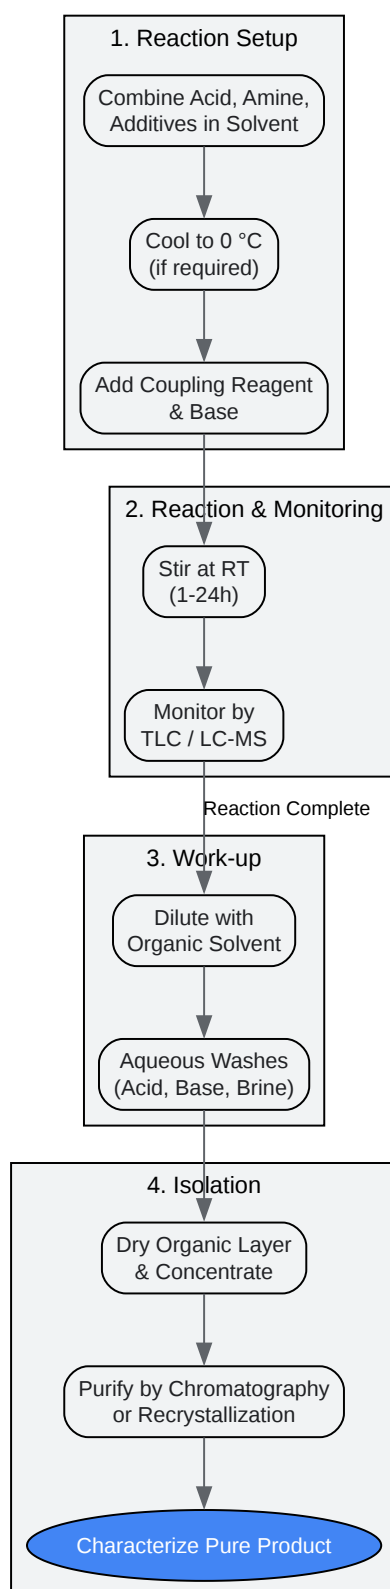 1. Reaction Setup
Combine Acid, Amine,
Additives in Solvent
Cool to 0 °C
(if required)
Add Coupling Reagent
& Base
2. Reaction & Monitoring
Stir at RT
(1-24h)
Monitor by
TLC / LC-MS
Reaction Complete
3. Work-up
Dilute with
Organic Solvent
Aqueous Washes
(Acid, Base, Brine)
4. Isolation
Dry Organic Layer
& Concentrate
Purify by Chromatography
or Recrystallization
Characterize Pure Product